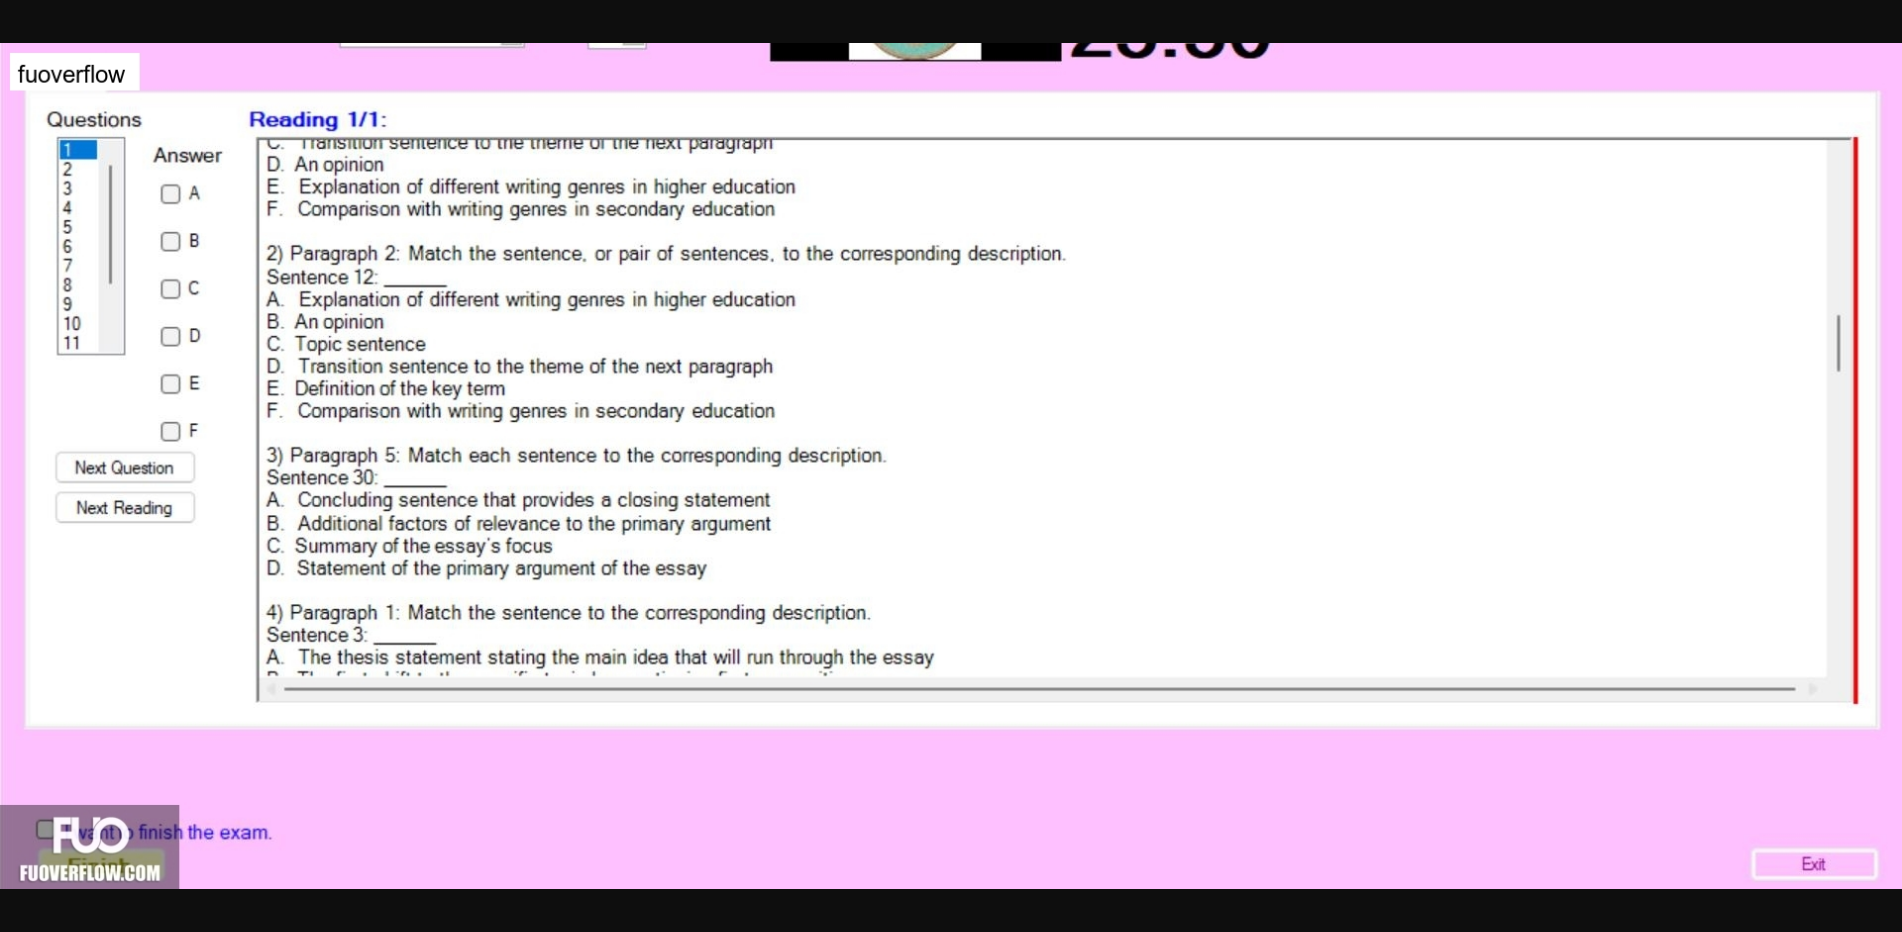 fuoverflow
Questions
Reading 1/1:
1
2
3
4
5
6
7
8
9
10
11
Answer
A
B
C
D
E
F
Next Question
Next Reading
C. Transition sentence to the theme of the next paragraph
D. An opinion
E. Explanation of different writing genres in higher education
F. Comparison with writing genres in secondary education
2) Paragraph 2: Match the sentence, or pair of sentences, to the corresponding description.
Sentence 12: ______
A. Explanation of different writing genres in higher education
B. An opinion
C. Topic sentence
D. Transition sentence to the theme of the next paragraph
E. Definition of the key term
F. Comparison with writing genres in secondary education
3) Paragraph 5: Match each sentence to the corresponding description.
Sentence 30: ______
A. Concluding sentence that provides a closing statement
B. Additional factors of relevance to the primary argument
C. Summary of the essay's focus
D. Statement of the primary argument of the essay
4) Paragraph 1: Match the sentence to the corresponding description.
Sentence 3: ______
A. The thesis statement stating the main idea that will run through the essay
I want to finish the exam.
Finish
FUO
FUOVERFLOW.COM
Exit